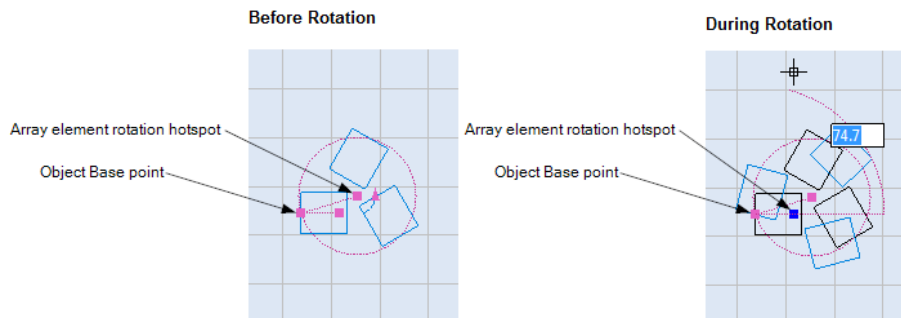 Before Rotation
During Rotation
Array element rotation hotspot
Object Base point
74.7
Array element rotation hotspot
Object Base point